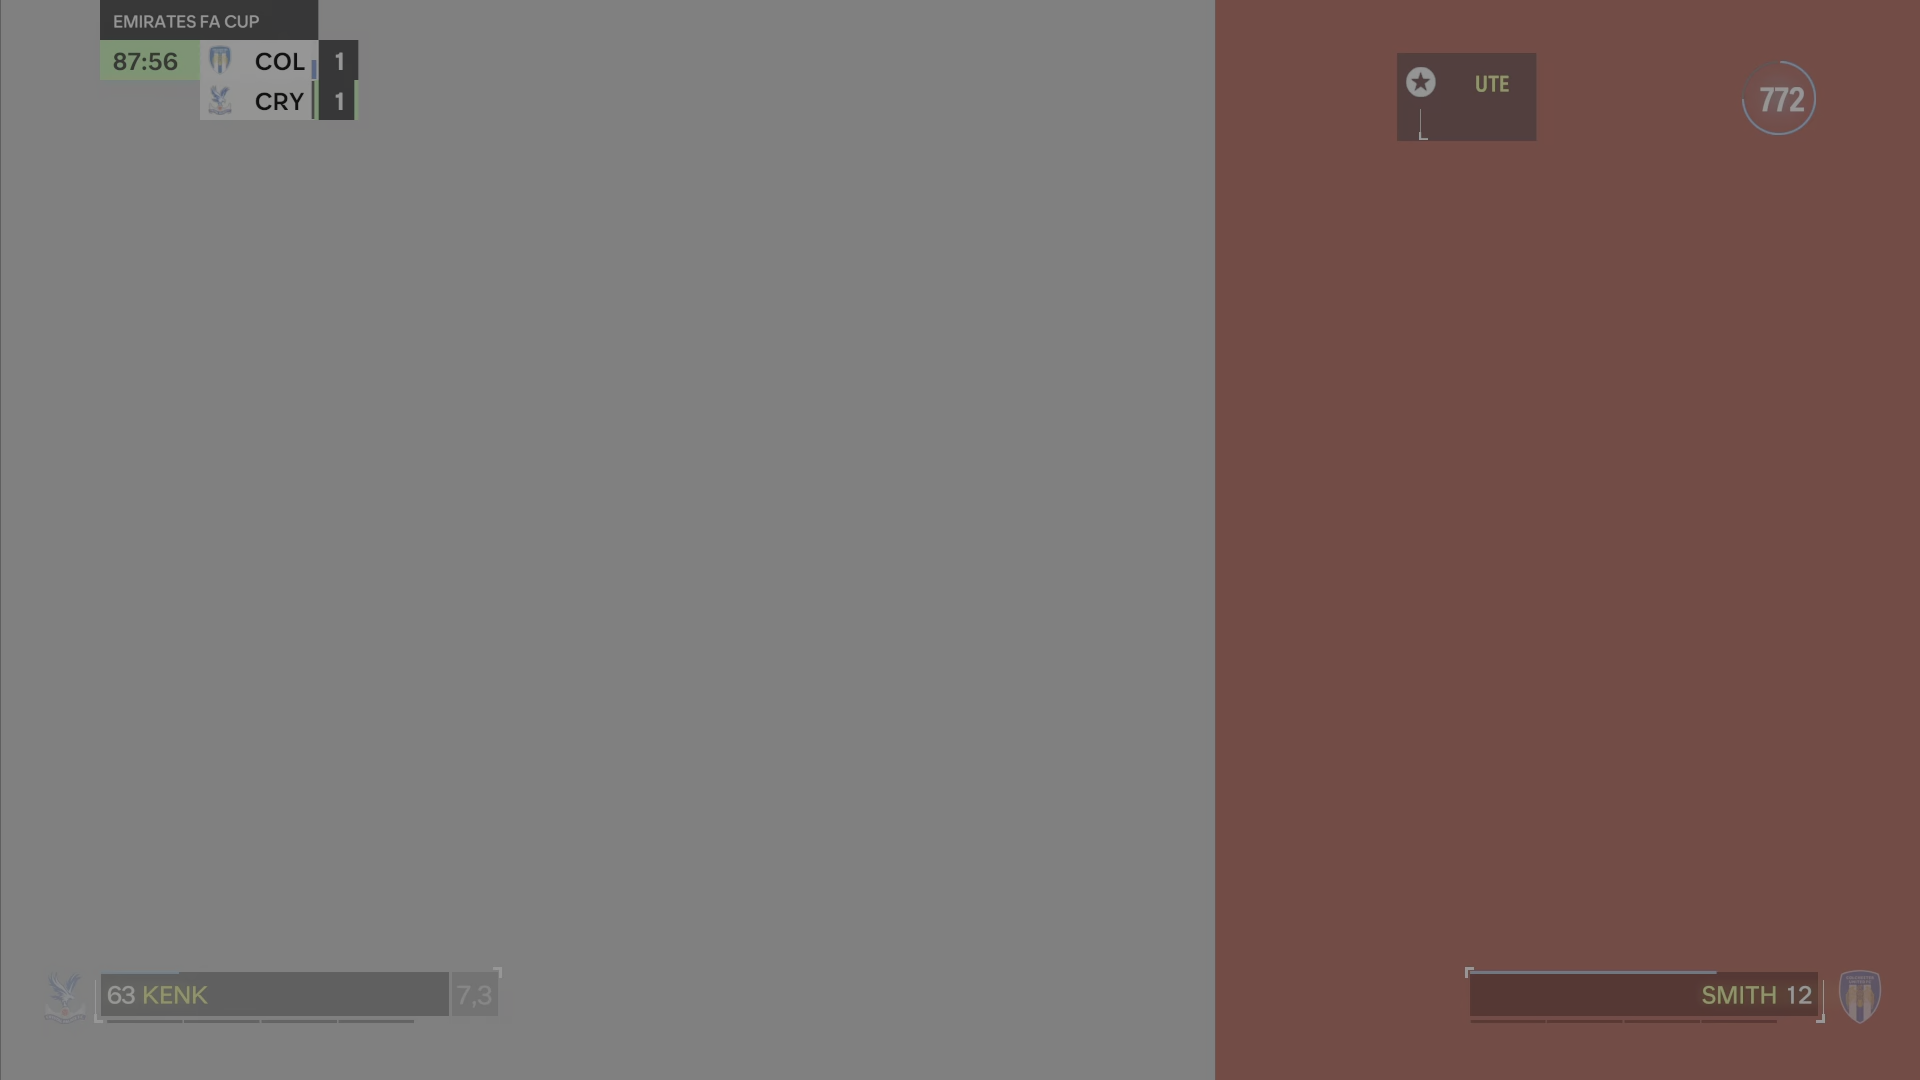 EMIRATES FA CUP
87:56 COL 1
CRY 1
UTE
772
63 KENK 7,3
SMITH 12